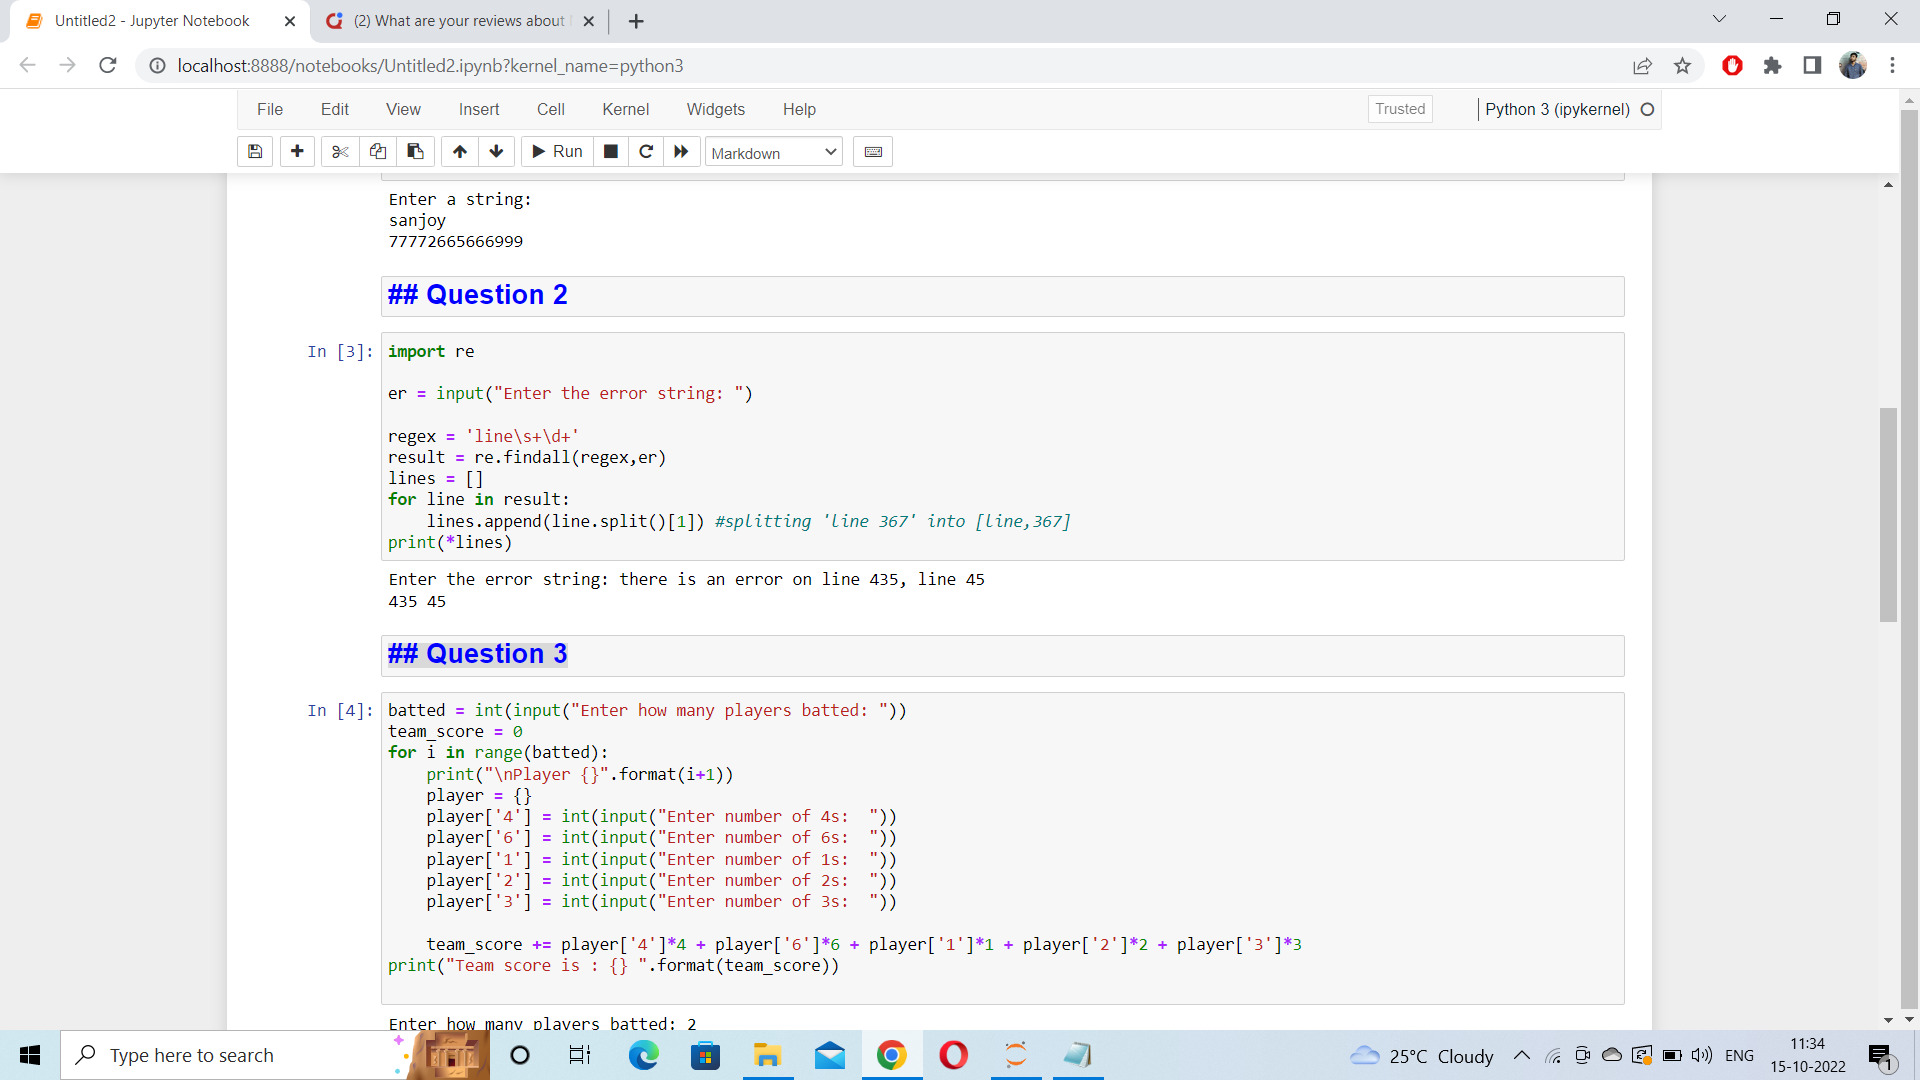 Untitled2 - Jupyter Notebook
(2) What are your reviews about
localhost:8888/notebooks/Untitled2.ipynb?kernel_name=python3
File Edit View Insert Cell Kernel Widgets Help
Trusted
Python 3 (ipykernel)
Run
Markdown
Enter a string:
sanjoy
77772665666999
## Question 2
In [3]:
import re
er = input("Enter the error string: ")
regex = 'line\s+\d+'
result = re.findall(regex,er)
lines = []
for line in result:
    lines.append(line.split()[1]) #splitting 'line 367' into [line,367]
print(*lines)
Enter the error string: there is an error on line 435, line 45
435 45
## Question 3
In [4]:
batted = int(input("Enter how many players batted: "))
team_score = 0
for i in range(batted):
    print("\nPlayer {}".format(i+1))
    player = {}
    player['4'] = int(input("Enter number of 4s:  "))
    player['6'] = int(input("Enter number of 6s:  "))
    player['1'] = int(input("Enter number of 1s:  "))
    player['2'] = int(input("Enter number of 2s:  "))
    player['3'] = int(input("Enter number of 3s:  "))
    team_score += player['4']*4 + player['6']*6 + player['1']*1 + player['2']*2 + player['3']*3
print("Team score is : {} ".format(team_score))
Enter how many players batted: 2
Type here to search
25°C Cloudy
ENG
11:34
15-10-2022
1